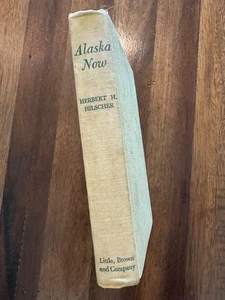 Alaska
Now
HERBERT H.
HILSCHER
Little, Brown
and Company